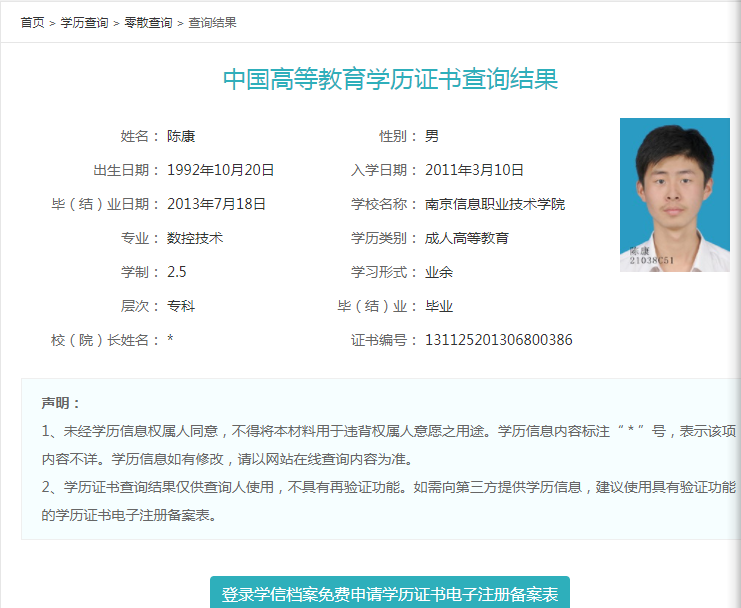 首页 > 学历查询 > 零散查询 > 查询结果
中国高等教育学历证书查询结果
姓名： 陈康 性别： 男
出生日期： 1992年10月20日 入学日期： 2011年3月10日
毕（结）业日期： 2013年7月18日 学校名称： 南京信息职业技术学院
专业： 数控技术 学历类别： 成人高等教育
学制： 2.5 学习形式： 业余
层次： 专科 毕（结）业： 毕业
校（院）长姓名： * 证书编号： 131125201306800386
陈康
21038C51
声明：
1、未经学历信息权属人同意，不得将本材料用于违背权属人意愿之用途。学历信息内容标注“ * ”号，表示该项
内容不详。学历信息如有修改，请以网站在线查询内容为准。
2、学历证书查询结果仅供查询人使用，不具有再验证功能。如需向第三方提供学历信息，建议使用具有验证功能
的学历证书电子注册备案表。
登录学信档案免费申请学历证书电子注册备案表